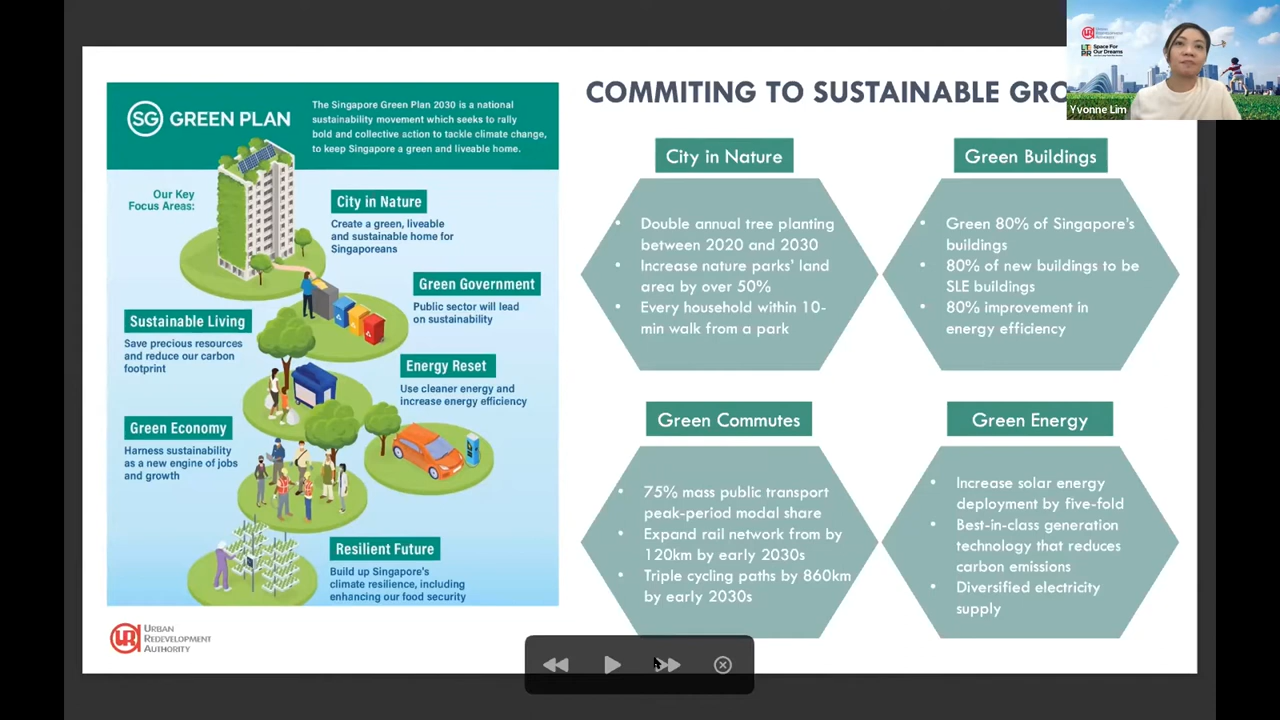 COMMITING TO SUSTAINABLE GRO
SG GREEN PLAN
The Singapore Green Plan 2030 is a national
sustainability movement which seeks to rally
bold and collective action to tackle climate change,
to keep Singapore a green and liveable home.
Our Key
Focus Areas:
City in Nature
Create a green, liveable
and sustainable home for
Singaporeans
Green Government
Public sector will lead
on sustainability
Sustainable Living
Save precious resources
and reduce our carbon
footprint
Energy Reset
Use cleaner energy and
increase energy efficiency
Green Economy
Harness sustainability
as a new engine of jobs
and growth
Resilient Future
Build up Singapore's
climate resilience, including
enhancing our food security
URBAN
REDEVELOPMENT
AUTHORITY
City in Nature
• Double annual tree planting
between 2020 and 2030
• Increase nature parks' land
area by over 50%
• Every household within 10-
min walk from a park
Green Buildings
• Green 80% of Singapore's
buildings
• 80% of new buildings to be
SLE buildings
• 80% improvement in
energy efficiency
Green Commutes
• 75% mass public transport
peak-period modal share
• Expand rail network from by
120km by early 2030s
• Triple cycling paths by 860km
by early 2030s
Green Energy
• Increase solar energy
deployment by five-fold
• Best-in-class generation
technology that reduces
carbon emissions
• Diversified electricity
supply
Space For
Our Dreams
Yvonne Lim